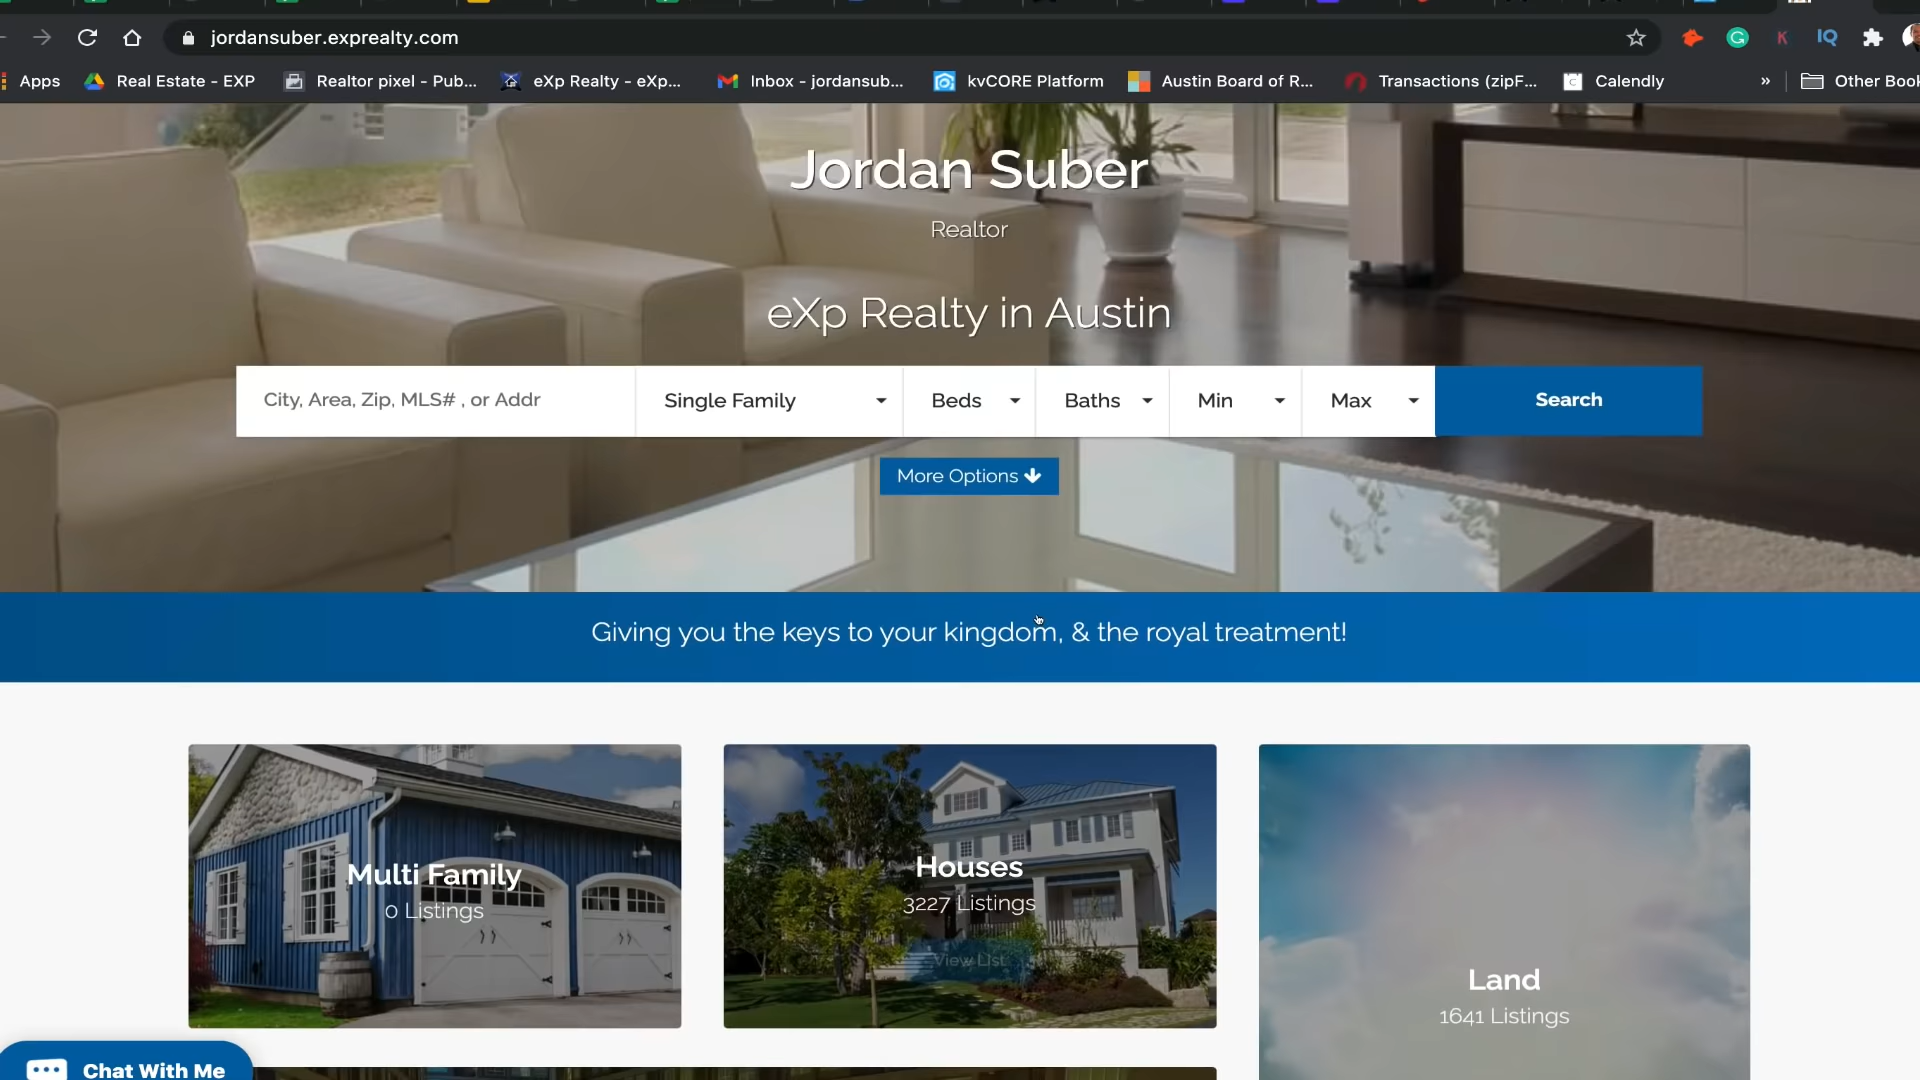 jordansuber.exprealty.com
Apps
Real Estate - EXP
Realtor pixel - Pub...
eXp Realty - eXp...
Inbox - jordansub...
kvCORE Platform
Austin Board of R...
Transactions (zipF...
Calendly
»
Other Book
Jordan Suber
Realtor
eXp Realty in Austin
City, Area, Zip, MLS# , or Addr
Single Family
Beds
Baths
Min
Max
Search
More Options
Giving you the keys to your kingdom, & the royal treatment!
Multi Family
0 Listings
Houses
3227 Listings
View List
Land
1641 Listings
Chat With Me